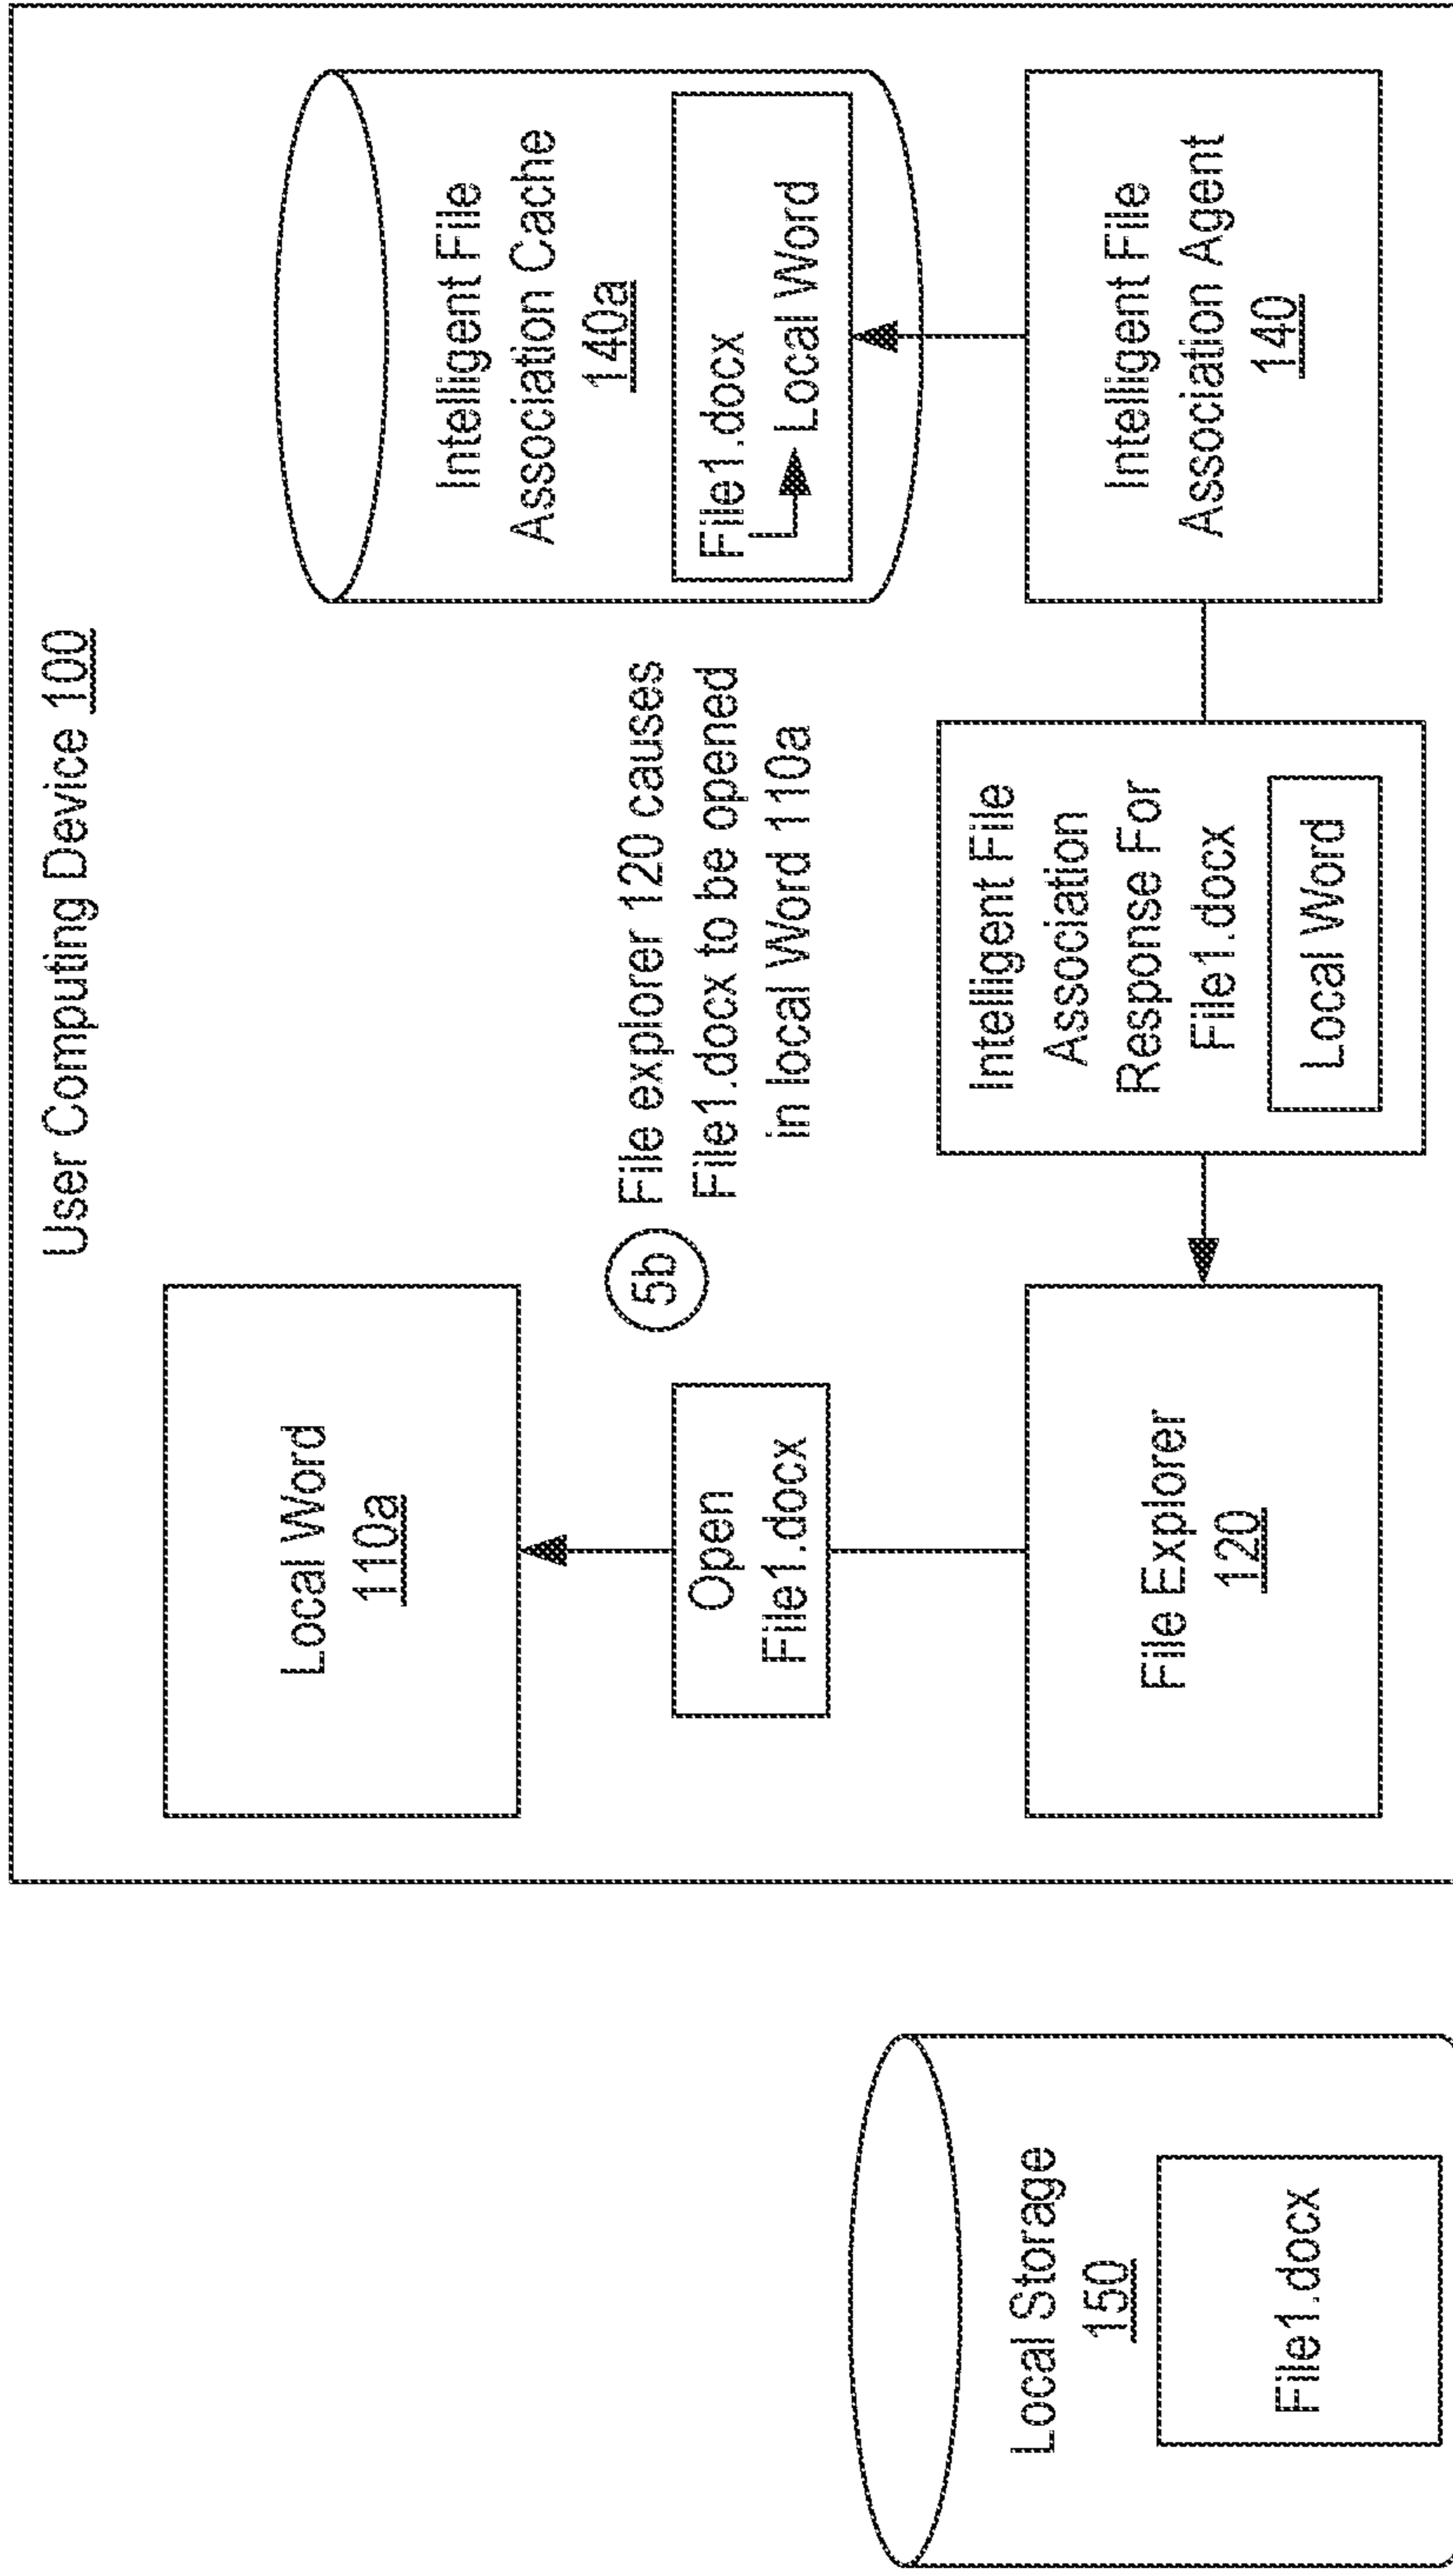 User Computing Device 100
Local Word
110a
Open
File1.docx
File Explorer
120
5b
File explorer 120 causes
File1.docx to be opened
in local Word 110a
Intelligent File
Association Cache
140a
File1.docx
Local Word
Intelligent File
Association
Response For
File1.docx
Local Word
Intelligent File
Association Agent
140
Local Storage
150
File1.docx